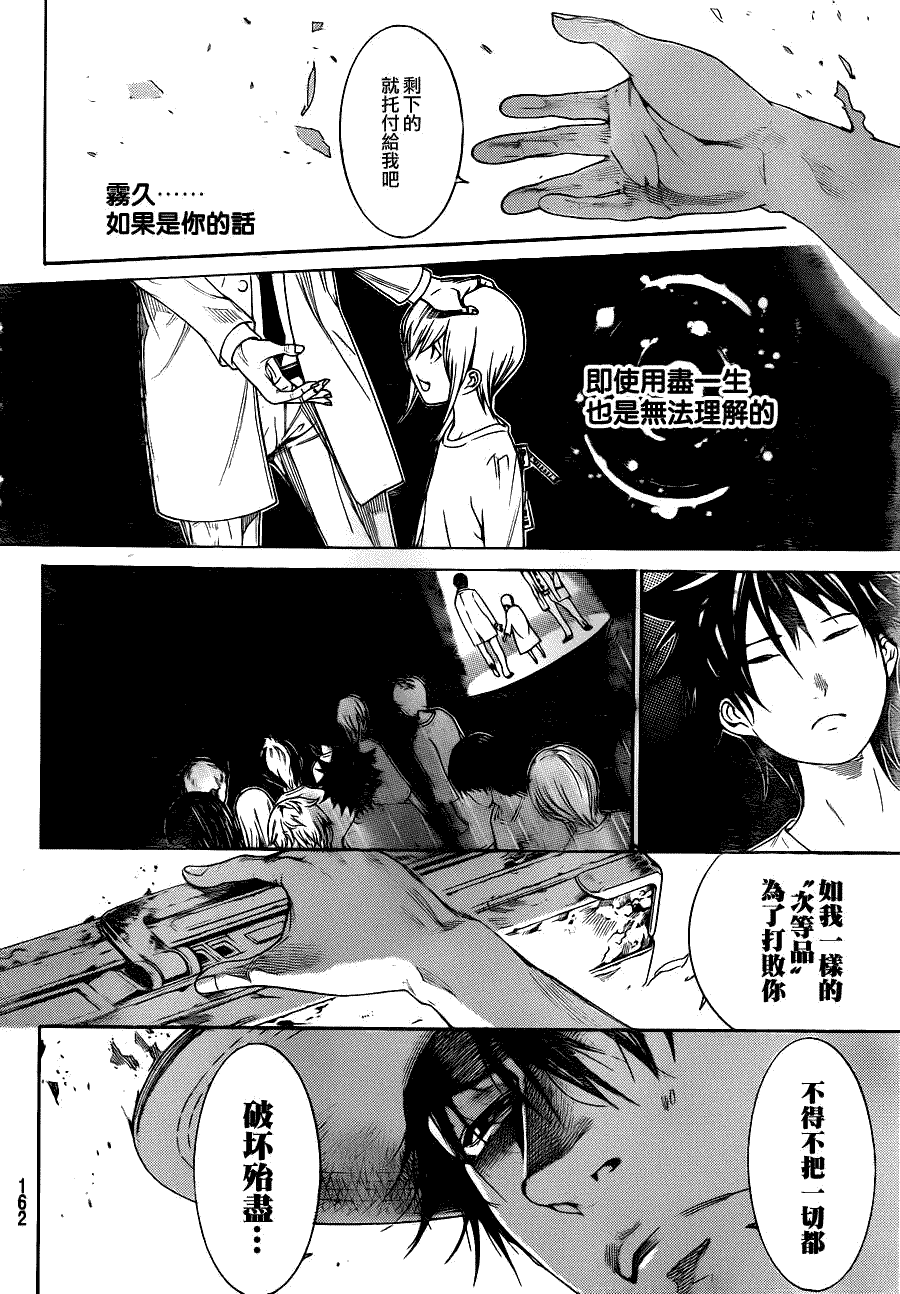 剩下的
就托付給我吧
霧久……
如果是你的話
即使用盡一生
也是無法理解的
如我一樣的
〝次等品〞
為了打敗你
不得不把一切都
破坏殆盡…
162